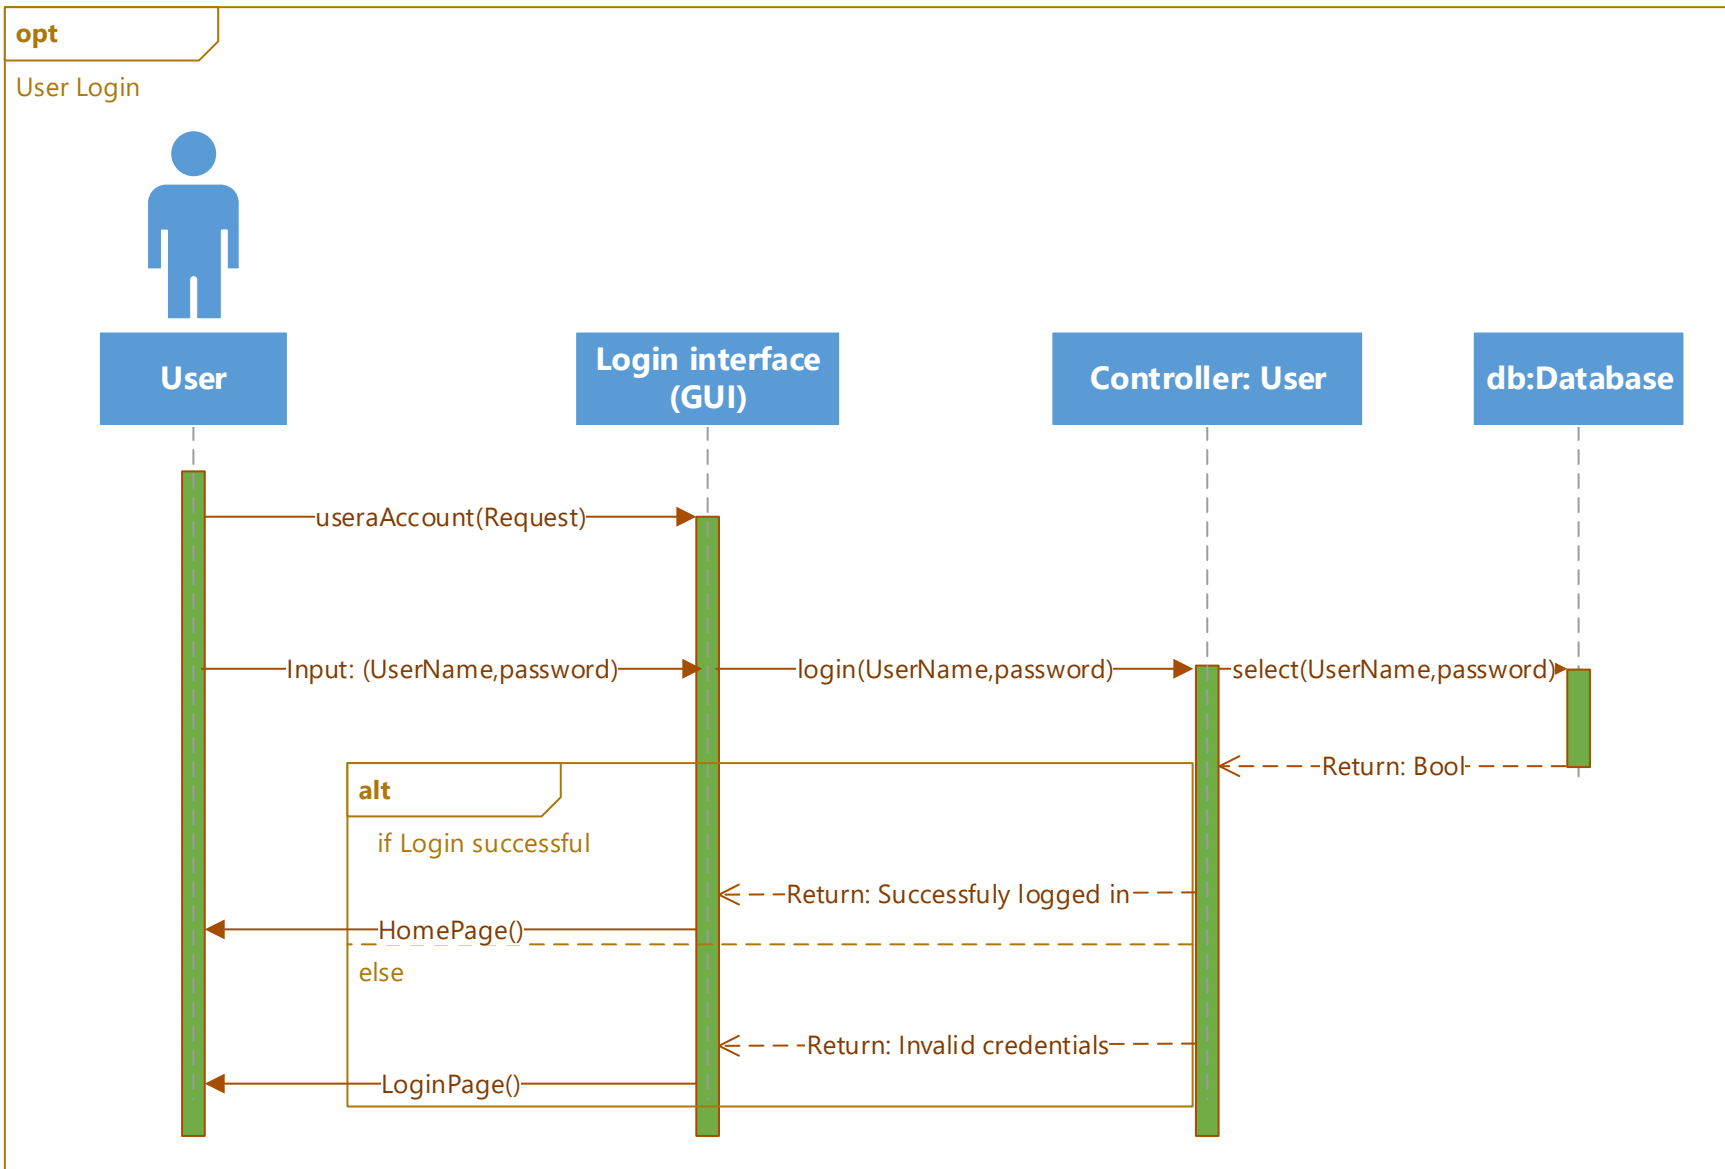 opt
User Login
User
Login interface
(GUI)
Controller: User
db:Database
useraAccount(Request)
Input: (UserName,password)
login(UserName,password)
select(UserName,password)
Return: Bool
alt
if Login successful
Return: Successfuly logged in
HomePage()
else
Return: Invalid credentials
LoginPage()